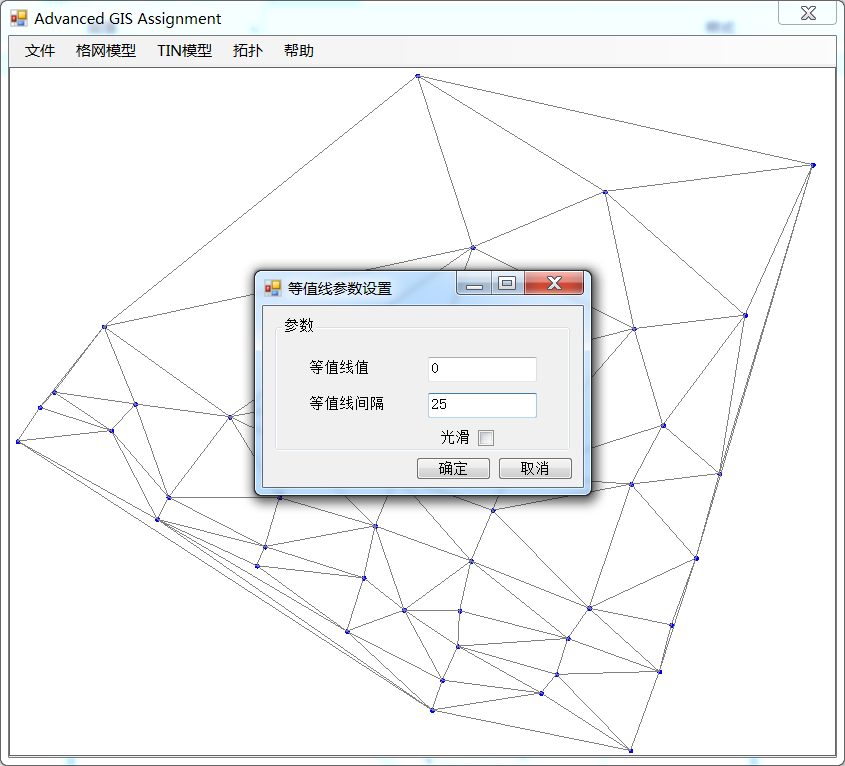 Advanced GIS Assignment
文件 格网模型 TIN模型 拓扑 帮助
等值线参数设置
参数
等值线值 0
等值线间隔 25
光滑
确定 取消